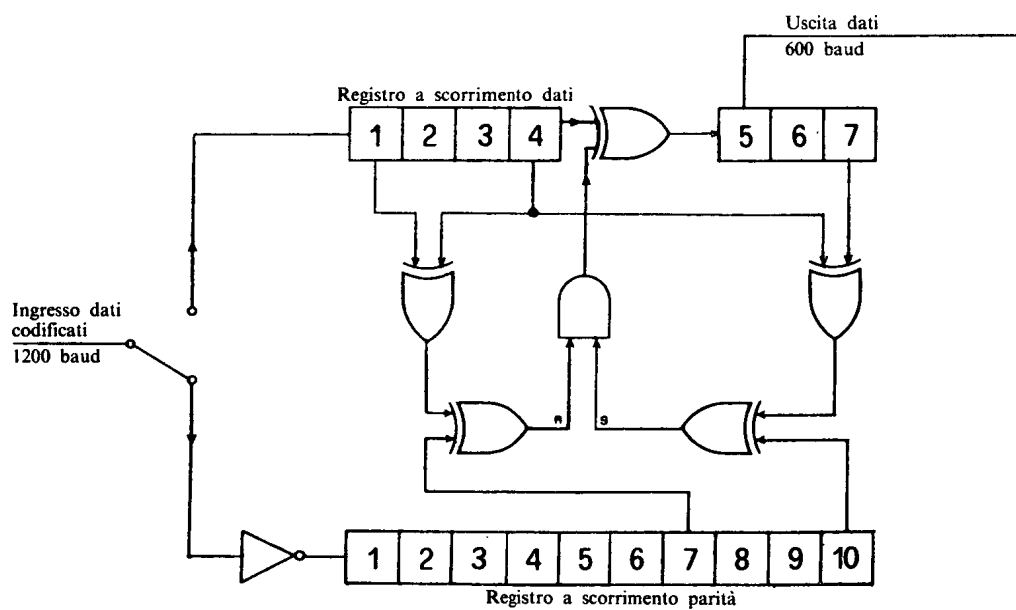 Uscita dati
600 baud
Registro a scorrimento dati
1 2 3 4
5 6 7
Ingresso dati
codificati
1200 baud
A B
1 2 3 4 5 6 7 8 9 10
Registro a scorrimento parità